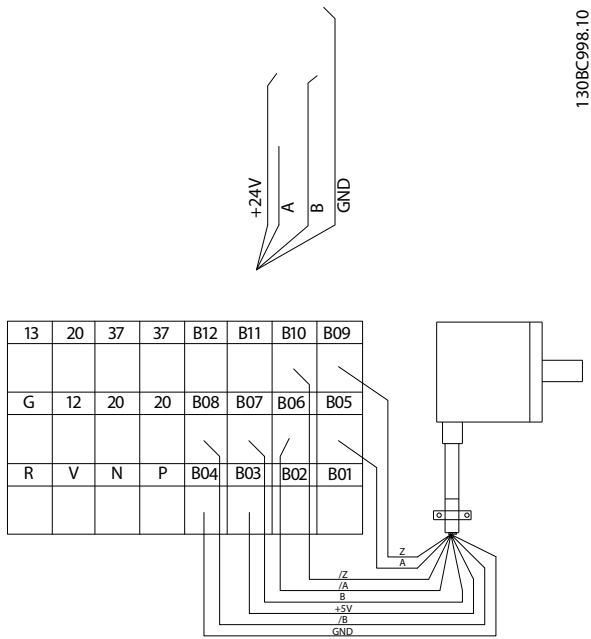 130BC998.10
+24V
A
B
GND
13 20 37 37 B12 B11 B10 B09
G 12 20 20 B08 B07 B06 B05
R V N P B04 B03 B02 B01
Z
A
/Z
/A
B
+5V
/B
GND